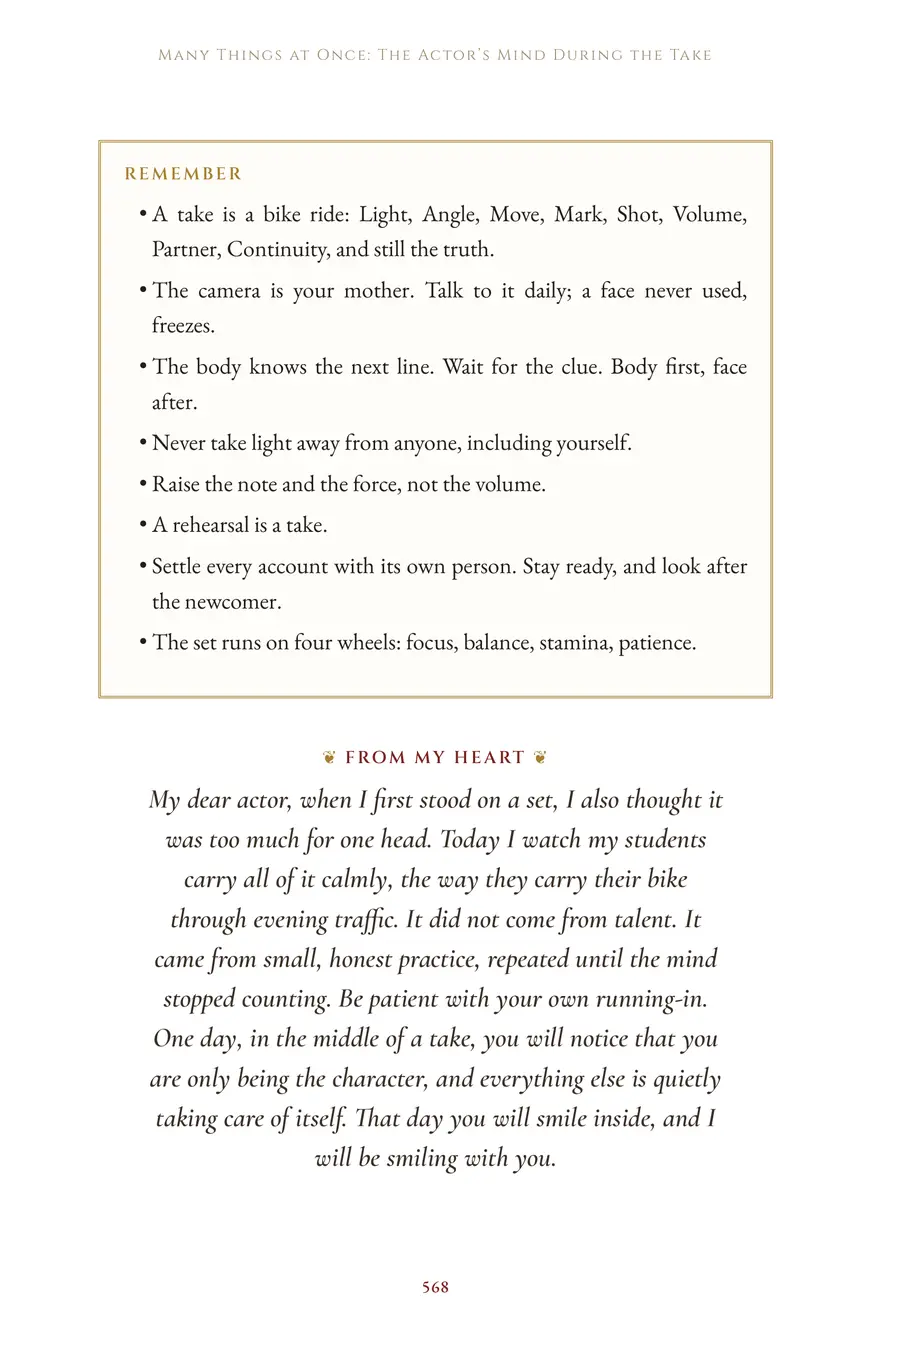 Many Things at Once: The Actor's Mind During the Take
REMEMBER
• A take is a bike ride: Light, Angle, Move, Mark, Shot, Volume,
Partner, Continuity, and still the truth.
• The camera is your mother. Talk to it daily; a face never used,
freezes.
• The body knows the next line. Wait for the clue. Body first, face
after.
• Never take light away from anyone, including yourself.
• Raise the note and the force, not the volume.
• A rehearsal is a take.
• Settle every account with its own person. Stay ready, and look after
the newcomer.
• The set runs on four wheels: focus, balance, stamina, patience.
❦ FROM MY HEART ❦
My dear actor, when I first stood on a set, I also thought it
was too much for one head. Today I watch my students
carry all of it calmly, the way they carry their bike
through evening traffic. It did not come from talent. It
came from small, honest practice, repeated until the mind
stopped counting. Be patient with your own running-in.
One day, in the middle of a take, you will notice that you
are only being the character, and everything else is quietly
taking care of itself. That day you will smile inside, and I
will be smiling with you.
568